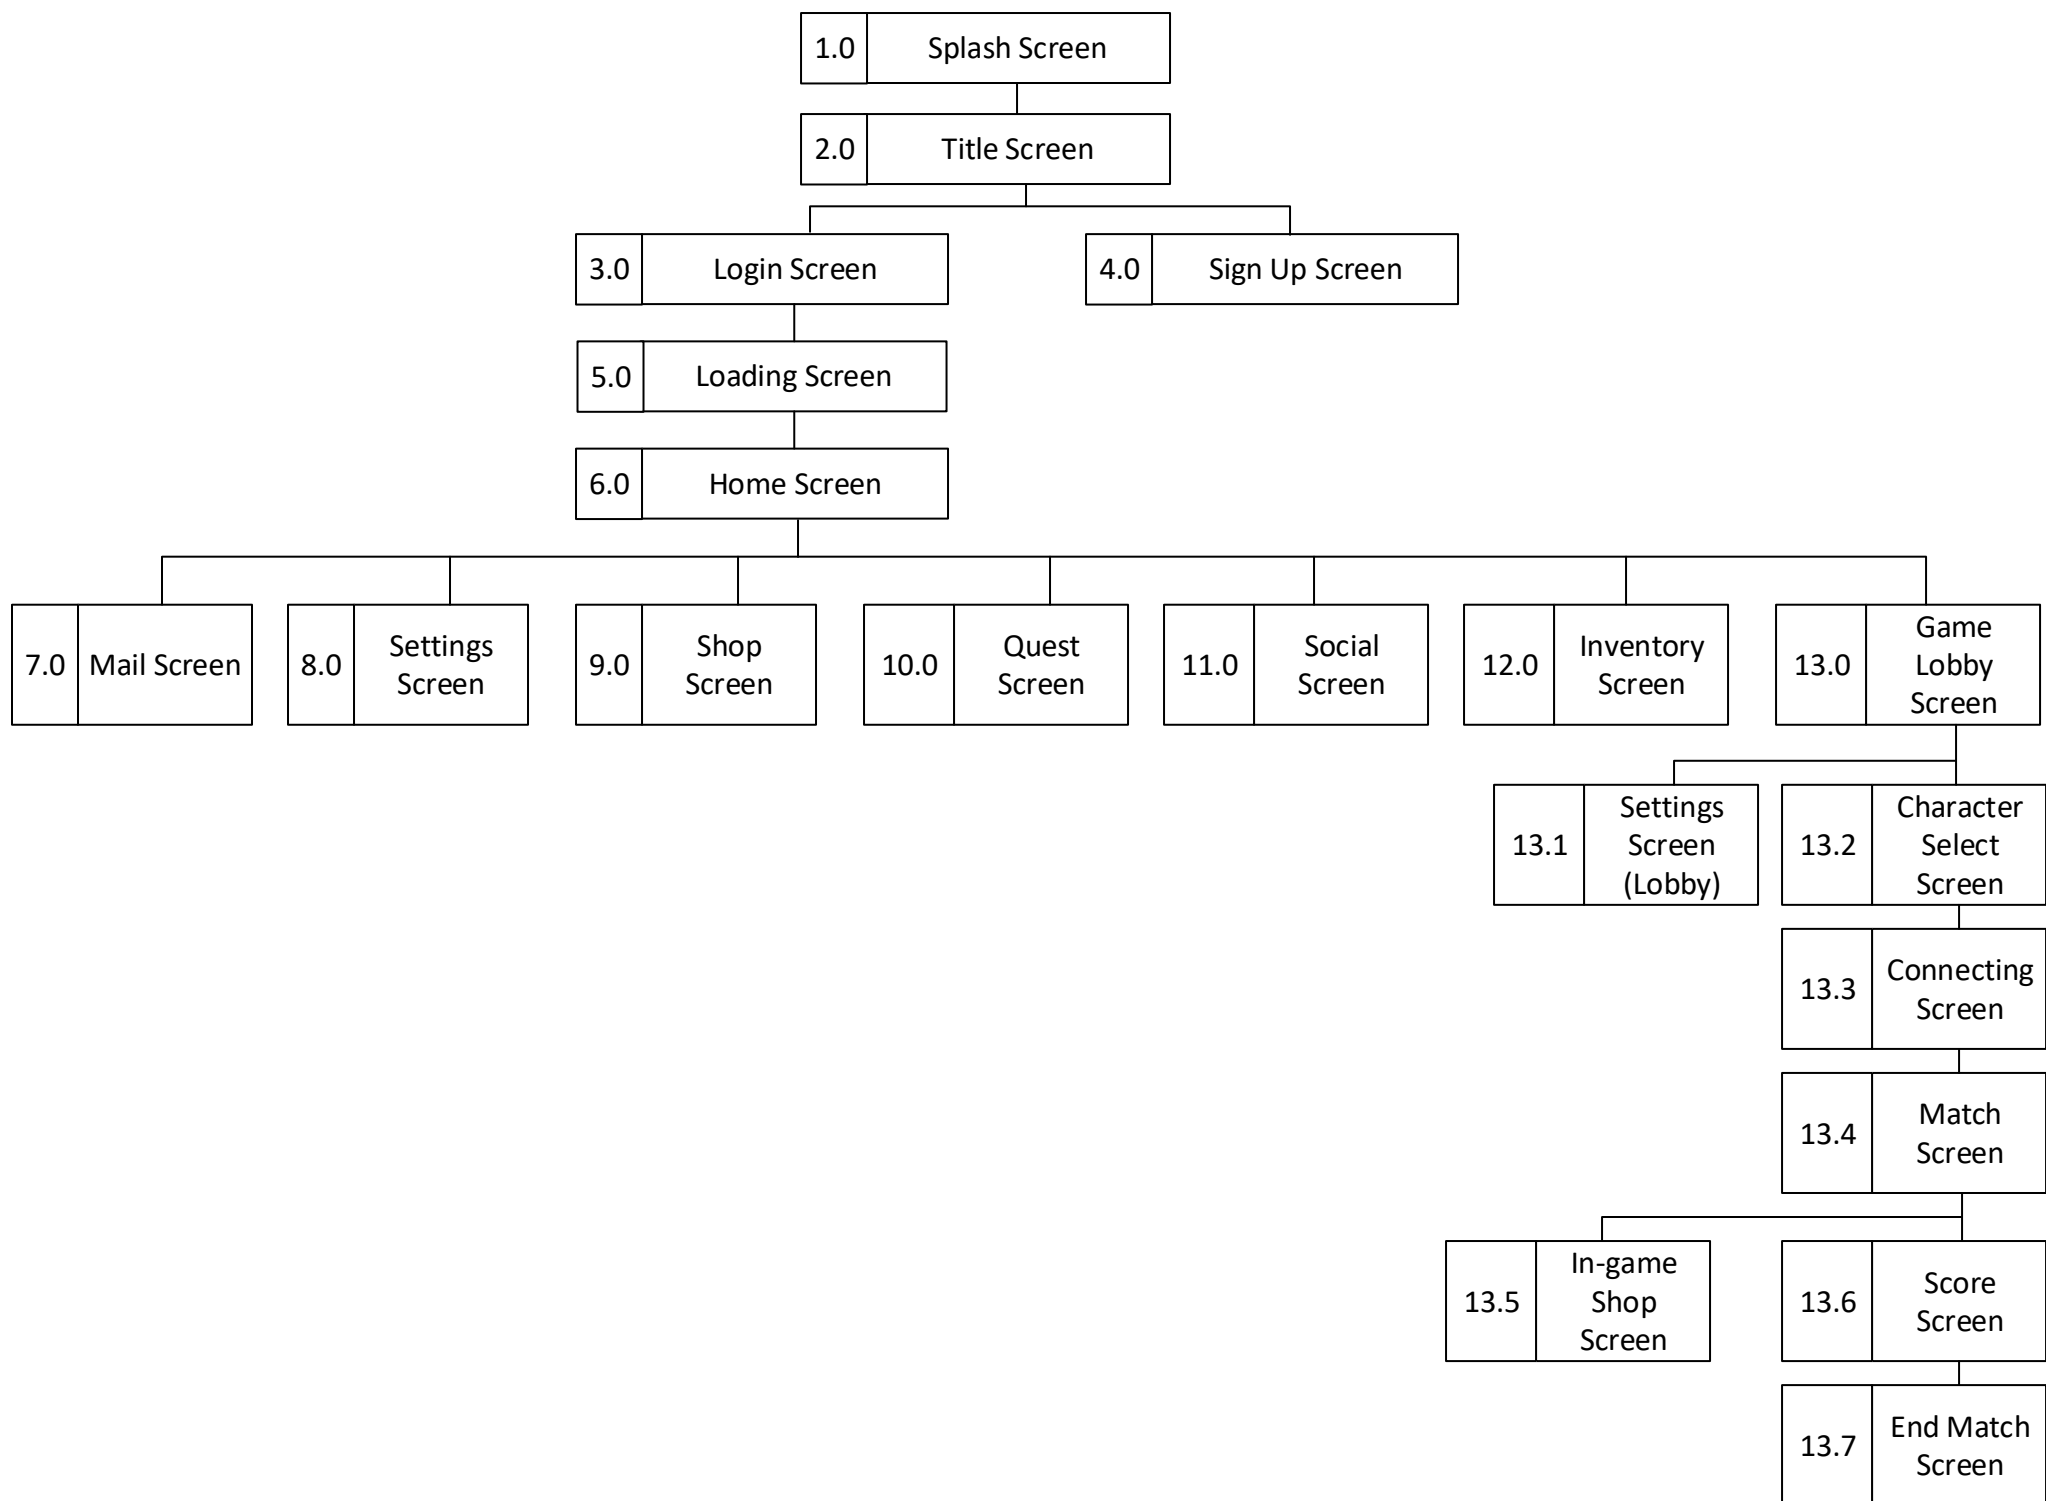 1.0
Splash Screen
2.0
Title Screen
3.0
Login Screen
4.0
Sign Up Screen
5.0
Loading Screen
6.0
Home Screen
7.0
Mail Screen
8.0
Settings
Screen
9.0
Shop
Screen
10.0
Quest
Screen
11.0
Social
Screen
12.0
Inventory
Screen
13.0
Game
Lobby
Screen
13.1
Settings
Screen
(Lobby)
13.2
Character
Select
Screen
13.3
Connecting
Screen
13.4
Match
Screen
13.5
In-game
Shop
Screen
13.6
Score
Screen
13.7
End Match
Screen